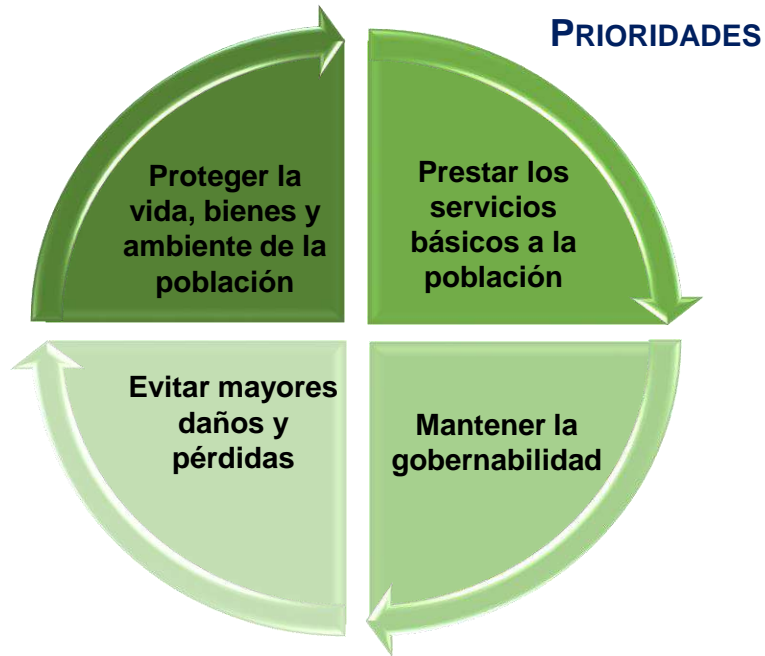 PRIORIDADES
Proteger la
vida, bienes y
ambiente de la
población
Prestar los
servicios
básicos a la
población
Evitar mayores
daños y
pérdidas
Mantener la
gobernabilidad